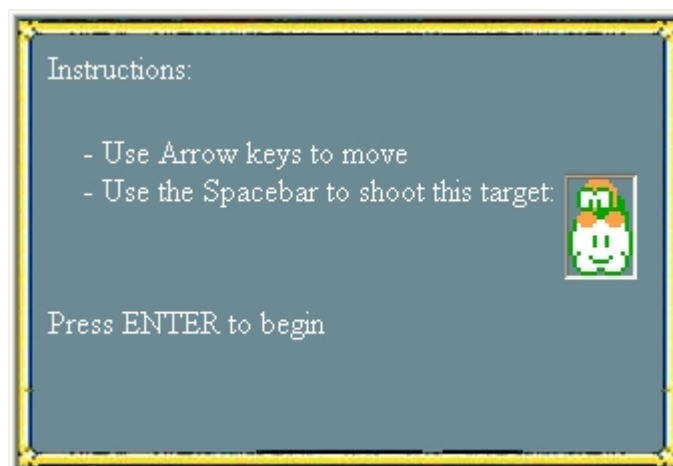 Instructions:
- Use Arrow keys to move
- Use the Spacebar to shoot this target:
Press ENTER to begin